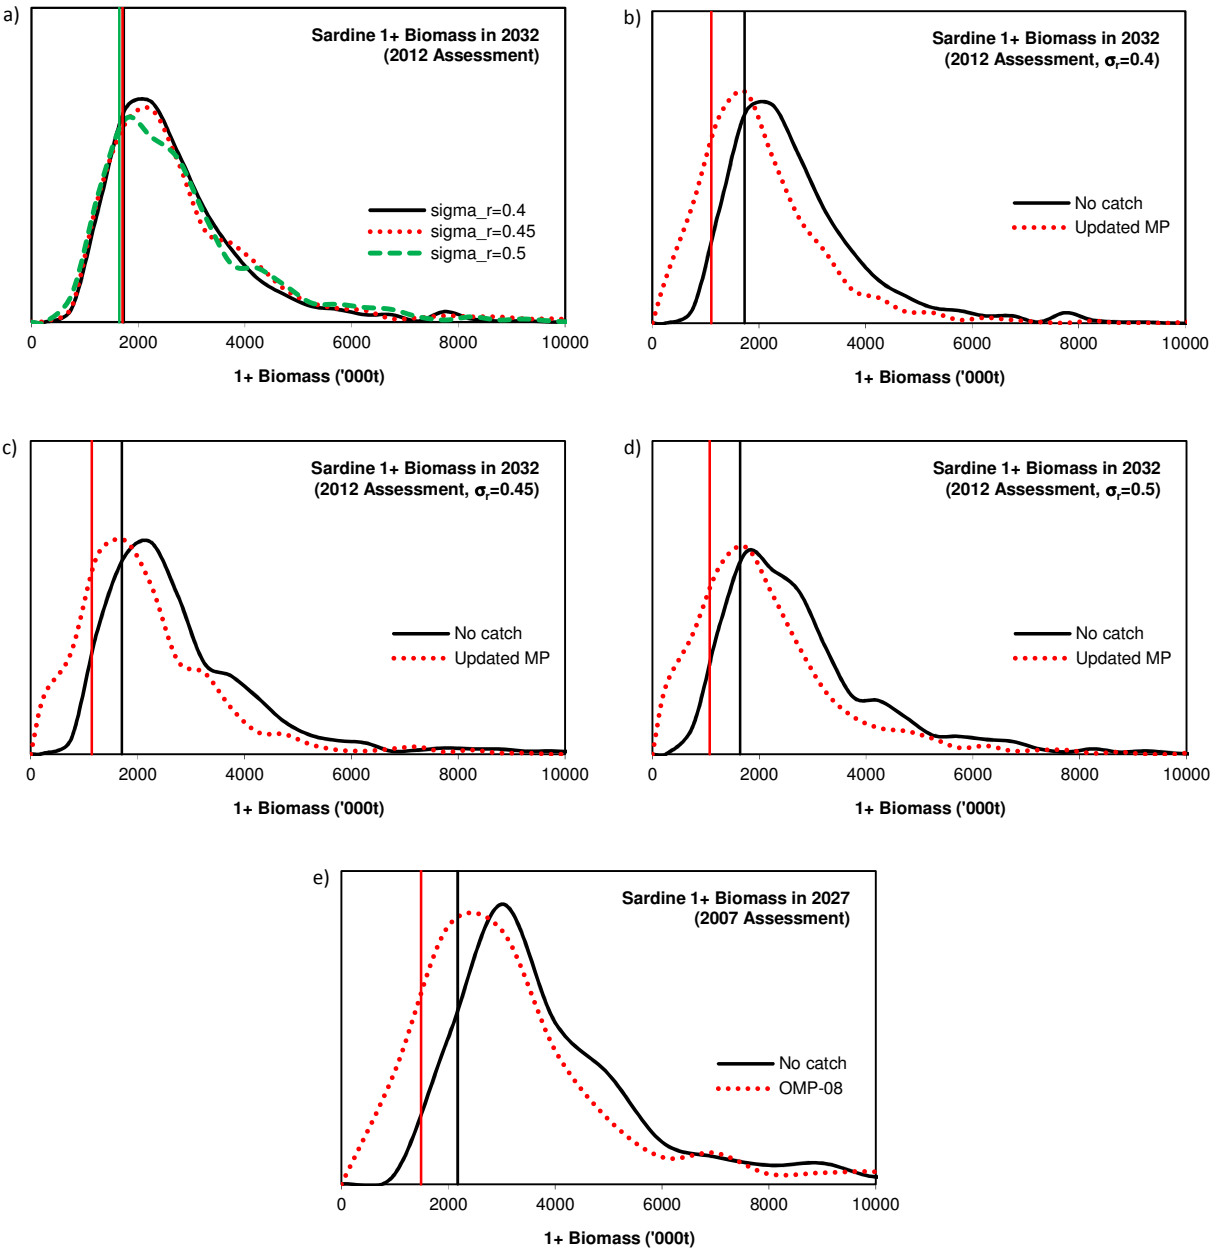 a)
Sardine 1+ Biomass in 2032
(2012 Assessment)
sigma_r=0.4
sigma_r=0.45
sigma_r=0.5
0 2000 4000 6000 8000 10000
1+ Biomass ('000t)
b)
Sardine 1+ Biomass in 2032
(2012 Assessment, σr=0.4)
No catch
Updated MP
0 2000 4000 6000 8000 10000
1+ Biomass ('000t)
c)
Sardine 1+ Biomass in 2032
(2012 Assessment, σr=0.45)
No catch
Updated MP
0 2000 4000 6000 8000 10000
1+ Biomass ('000t)
d)
Sardine 1+ Biomass in 2032
(2012 Assessment, σr=0.5)
No catch
Updated MP
0 2000 4000 6000 8000 10000
1+ Biomass ('000t)
e)
Sardine 1+ Biomass in 2027
(2007 Assessment)
No catch
OMP-08
0 2000 4000 6000 8000 10000
1+ Biomass ('000t)